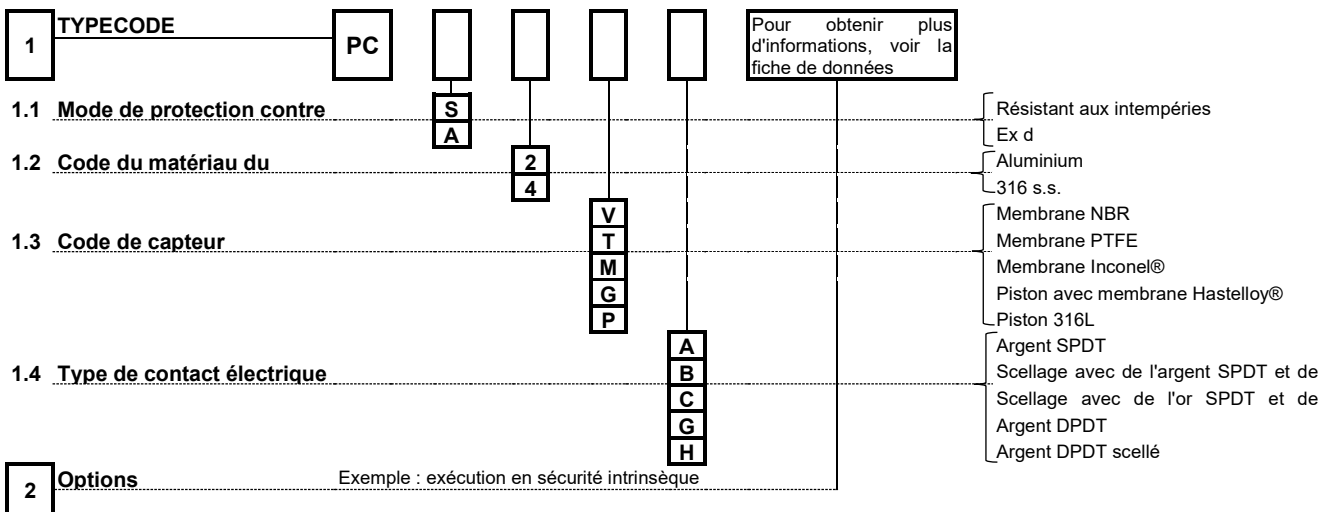 1
TYPECODE
PC
Pour obtenir plus
d'informations, voir la
fiche de données
1.1 Mode de protection contre
S
A
Résistant aux intempéries
Ex d
1.2 Code du matériau du
2
4
Aluminium
316 s.s.
1.3 Code de capteur
V
T
M
G
P
Membrane NBR
Membrane PTFE
Membrane Inconel®
Piston avec membrane Hastelloy®
Piston 316L
1.4 Type de contact électrique
A
B
C
G
H
Argent SPDT
Scellage avec de l'argent SPDT et de
Scellage avec de l'or SPDT et de
Argent DPDT
Argent DPDT scellé
2
Options
Exemple : exécution en sécurité intrinsèque